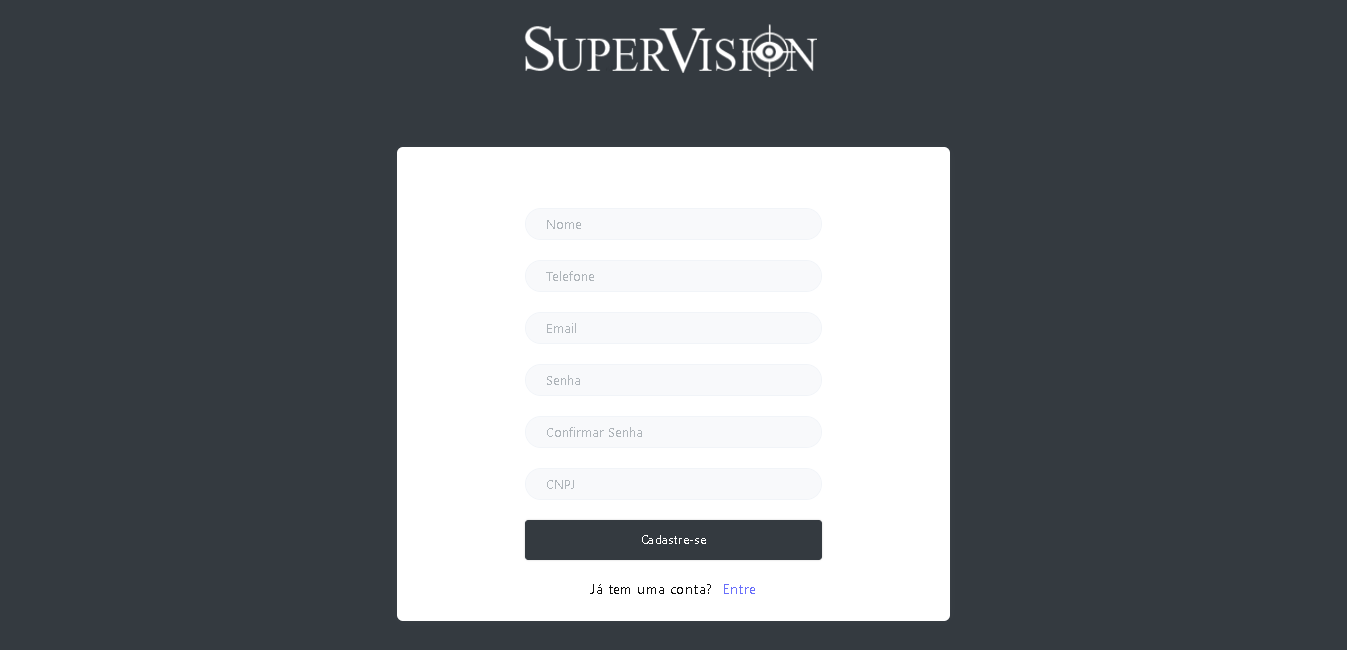 SUPERVISION
Nome
Telefone
Email
Senha
Confirmar Senha
CNPJ
Cadastre-se
Já tem uma conta? Entre